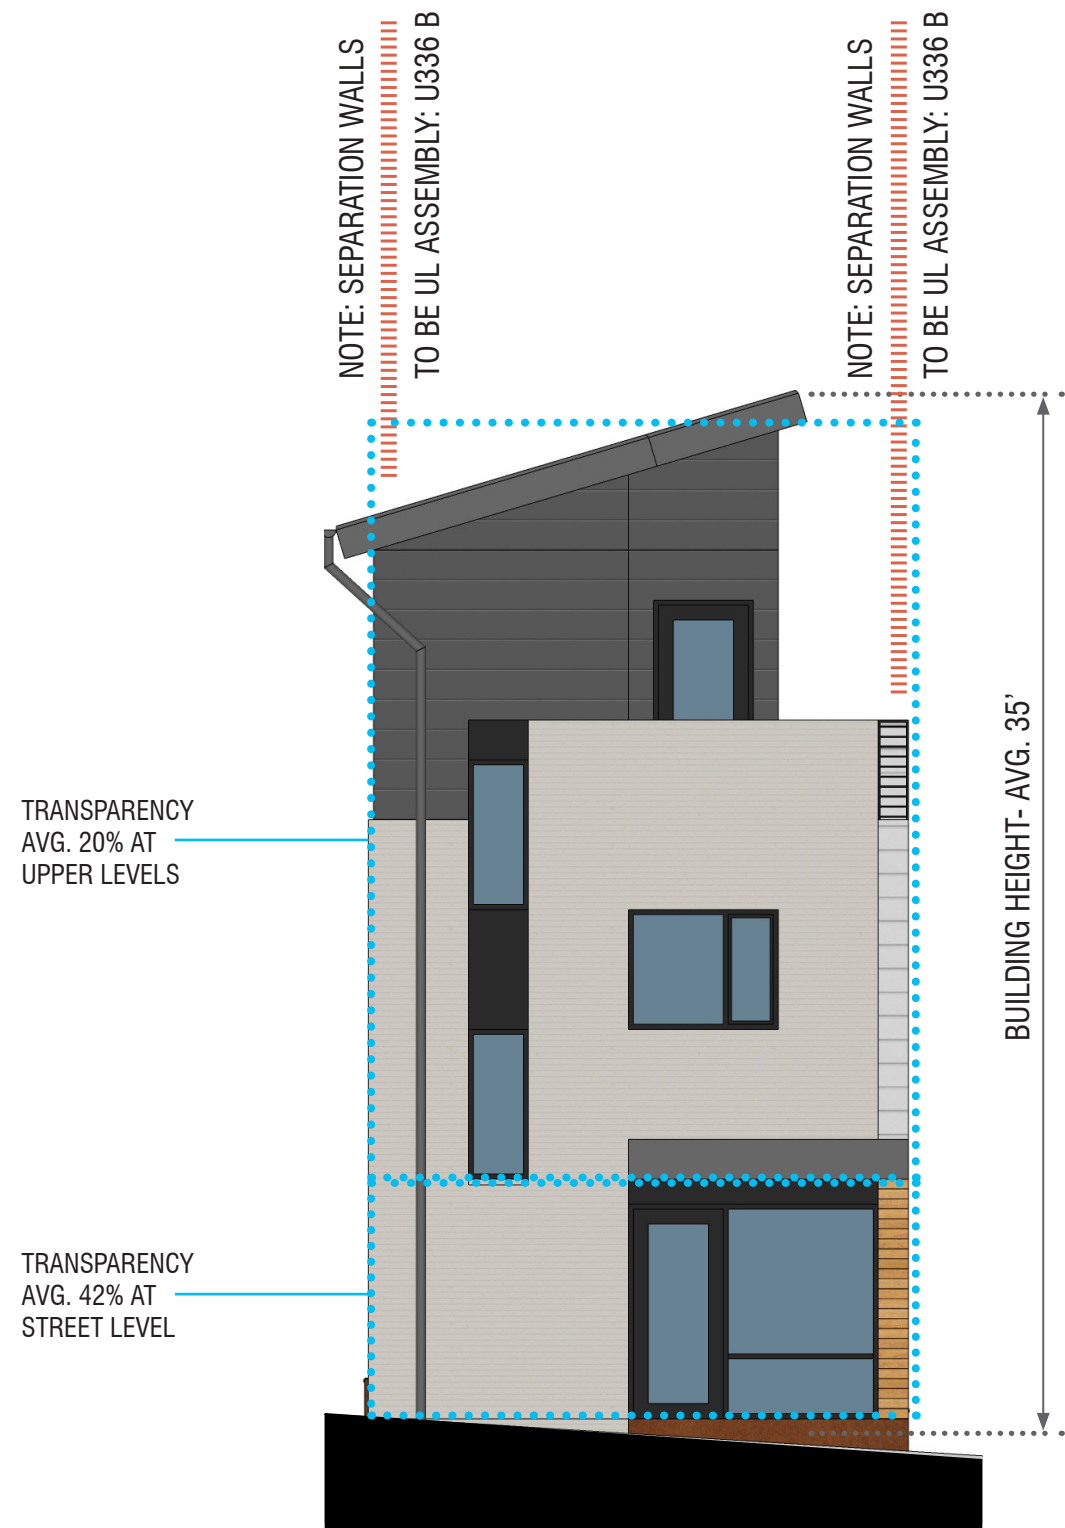 NOTE: SEPARATION WALLS
TO BE UL ASSEMBLY: U336 B
NOTE: SEPARATION WALLS
TO BE UL ASSEMBLY: U336 B
TRANSPARENCY
AVG. 20% AT
UPPER LEVELS
BUILDING HEIGHT- AVG. 35’
TRANSPARENCY
AVG. 42% AT
STREET LEVEL